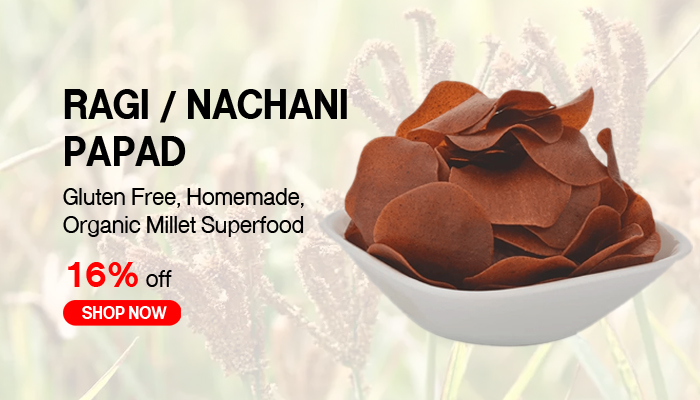 RAGI / NACHANI
PAPAD
Gluten Free, Homemade,
Organic Millet Superfood
16% off
SHOP NOW